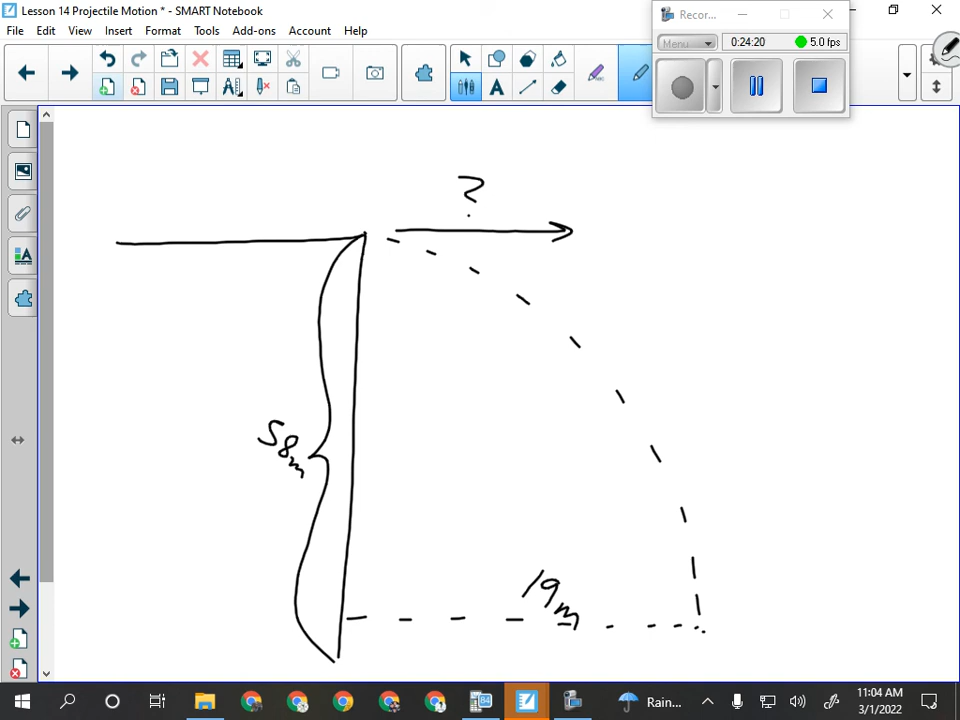 Lesson 14 Projectile Motion * - SMART Notebook
Recor...
File Edit View Insert Format Tools Add-ons Account Help
Menu
0:24:20
5.0 fps
A
A
?
58m
19m
84
Rain...
11:04 AM
3/1/2022